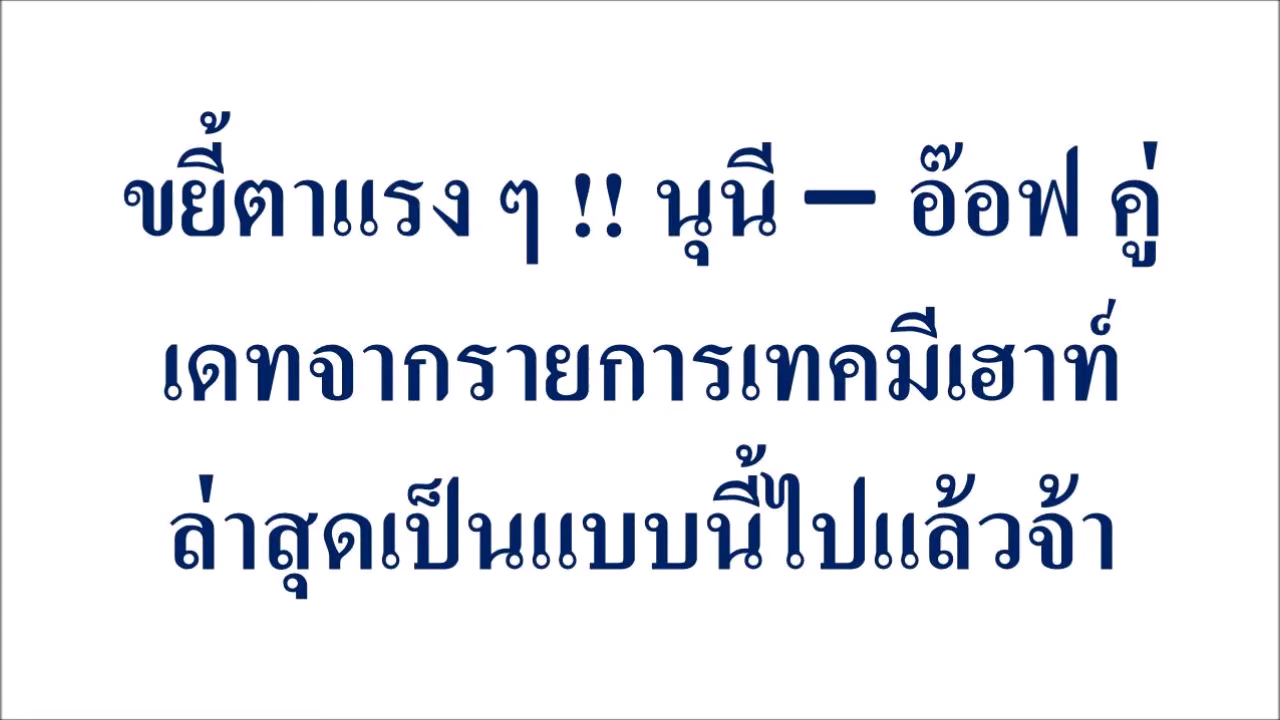 ขยี้ตาแรง ๆ !! นุนี – อ๊อฟ คู่
เดทจากรายการเทคมีเฮาท์
ล่าสุดเป็นแบบนี้ไปแล้วจ้า